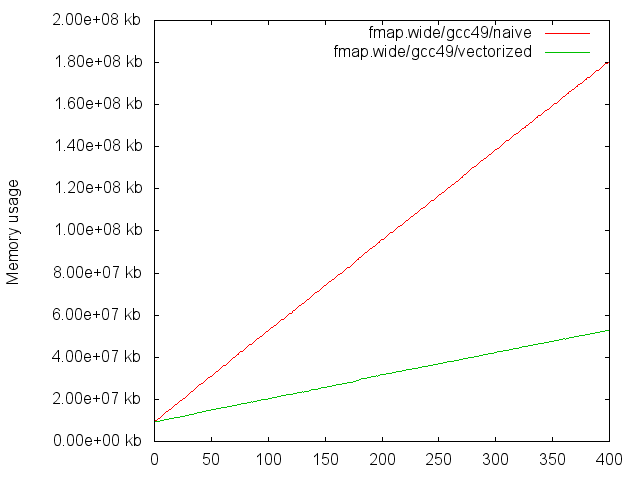 2.00e+08 kb
1.80e+08 kb
1.60e+08 kb
1.40e+08 kb
1.20e+08 kb
1.00e+08 kb
8.00e+07 kb
6.00e+07 kb
4.00e+07 kb
2.00e+07 kb
0.00e+00 kb
Memory usage
fmap.wide/gcc49/naive
fmap.wide/gcc49/vectorized
0 50 100 150 200 250 300 350 400